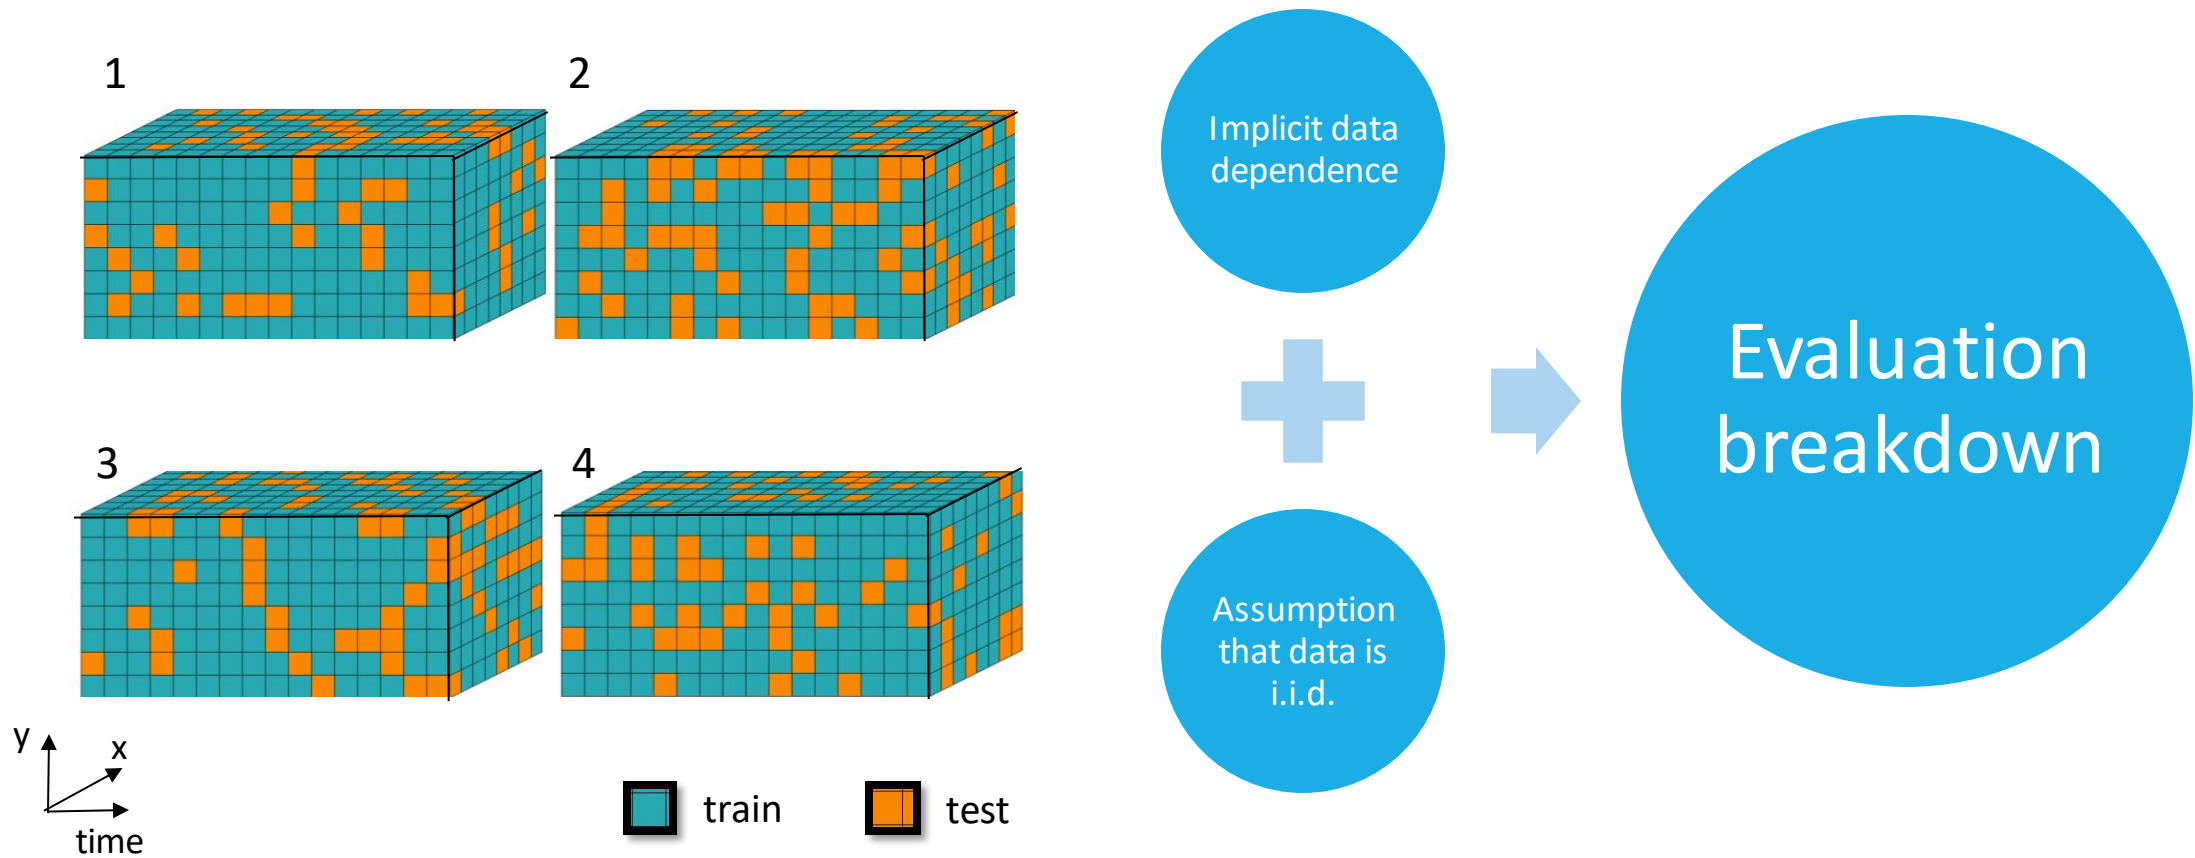 1
2
3
4
y
x
time
train
test
Implicit data
dependence
Assumption
that data is
i.i.d.
Evaluation
breakdown